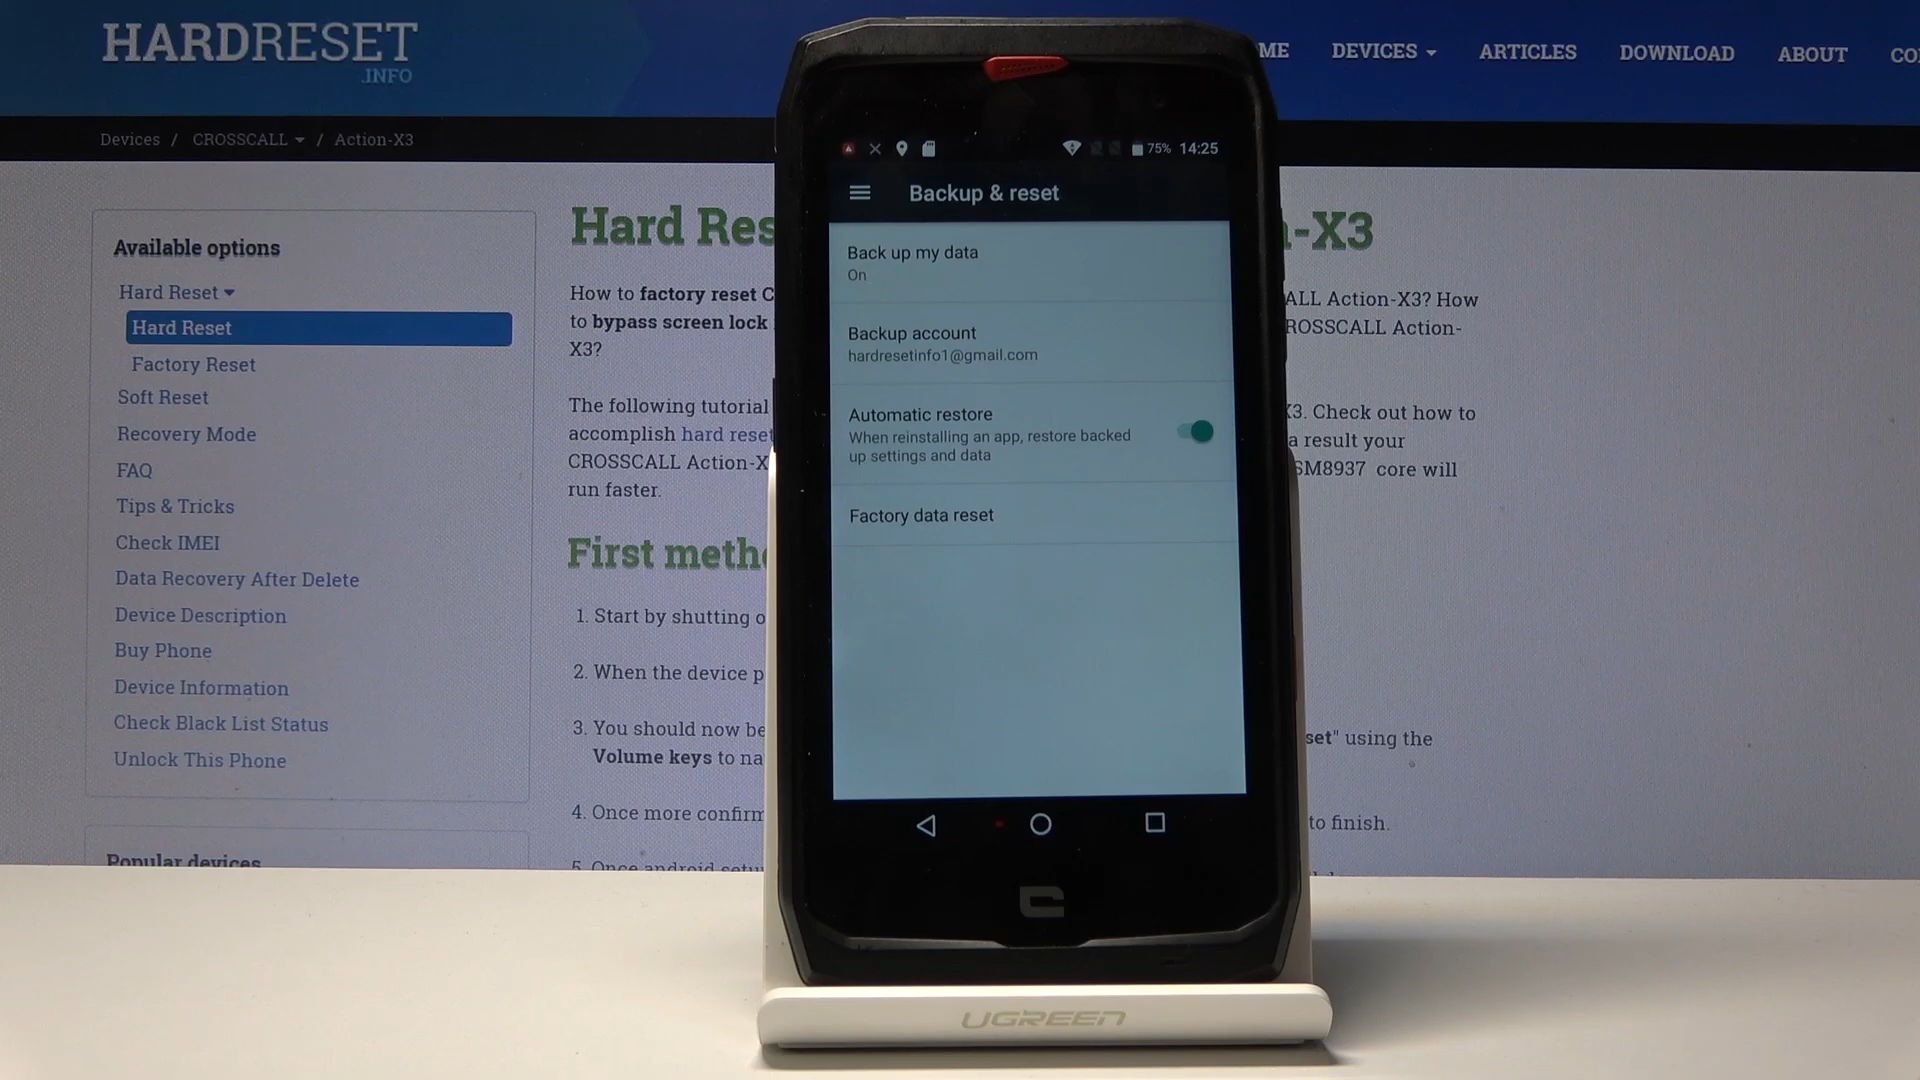 HARDRESET
.INFO
ME DEVICES ARTICLES DOWNLOAD ABOUT CO
Devices / CROSSCALL / Action-X3
Available options
Hard Reset
Hard Reset
Factory Reset
Soft Reset
Recovery Mode
FAQ
Tips & Tricks
Check IMEI
Data Recovery After Delete
Device Description
Buy Phone
Device Information
Check Black List Status
Unlock This Phone
Popular devices
Hard Res
How to factory reset C
to bypass screen lock
X3?
The following tutorial
accomplish hard reset
CROSSCALL Action-X
run faster.
First meth
1. Start by shutting o
2. When the device p
3. You should now be
Volume keys to na
4. Once more confirm
5. Once android setu
75% 14:25
Backup & reset
Back up my data
On
Backup account
hardresetinfo1@gmail.com
Automatic restore
When reinstalling an app, restore backed
up settings and data
Factory data reset
-X3
ALL Action-X3? How
ROSSCALL Action-
X3. Check out how to
a result your
SM8937 core will
set" using the
to finish.
UGREEN